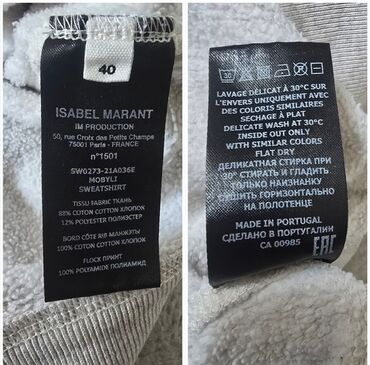 40
ISABEL MARANT
IM PRODUCTION
50, rue Croix des Petits Champs
75001 Paris - FRANCE
n°1501
SW0273-21A036E
MOBYLI
SWEATSHIRT
TISSU FABRIC ТКАНЬ
88% COTON COTTON ХЛОПОК
12% POLYESTER ПОЛИЭСТЕР
BORD CÔTE RIB МАНЖЕТЫ
100% COTON COTTON ХЛОПОК
FLOCK PRINT
100% POLYAMIDE ПОЛИАМИД
30
LAVAGE DÉLICAT À 30°C SUR
L'ENVERS UNIQUEMENT AVEC
DES COLORIS SIMILAIRES
SECHAGE À PLAT
DELICATE WASH AT 30°C
INSIDE OUT ONLY
WITH SIMILAR COLORS
FLAT DRY
ДЕЛИКАТНАЯ СТИРКА ПРИ
30° СТИРАТЬ И ГЛАДИТЬ
ТОЛЬКО НАИЗНАНКУ
СУШИТЬ ГОРИЗОНТАЛЬНО
НА ПОЛОТЕНЦЕ
MADE IN PORTUGAL
СДЕЛАНО В ПОРТУГАЛИИ
CA 00985
EAC